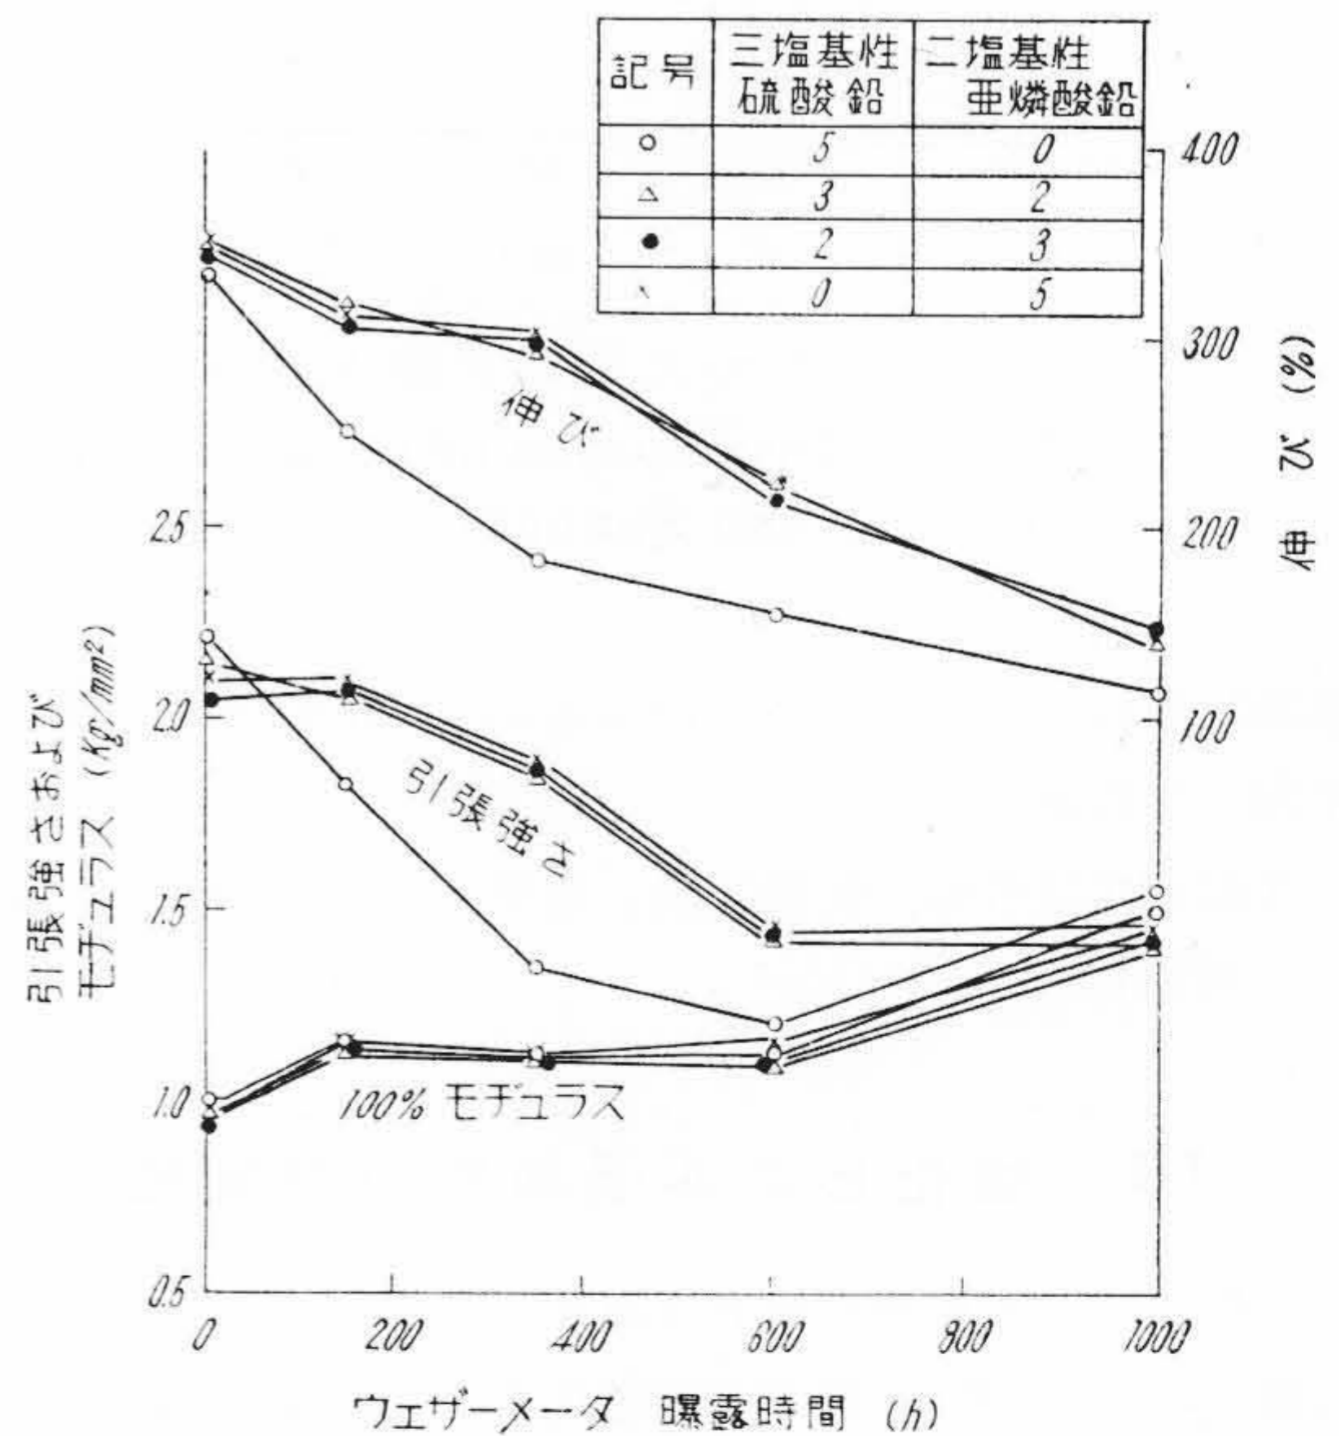 記号 三塩基性硫酸鉛 二塩基性亜燐酸鉛
○ 5 0
△ 3 2
● 2 3
× 0 5
400
300
200
100
伸び (%)
2.5
2.0
1.5
1.0
0.5
引張強さおよび
モヂュラス (Kg/mm²)
伸び
引張強さ
100% モヂュラス
0 200 400 600 800 1000
ウェザーメータ 曝露時間 (h)